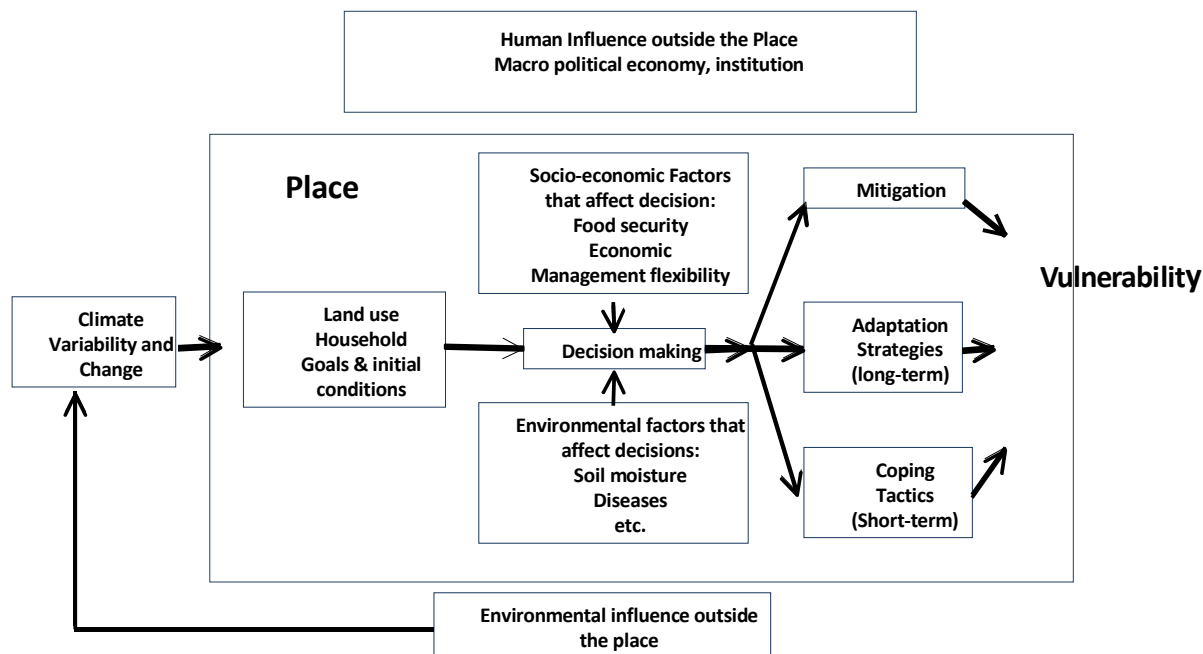 Human Influence outside the Place
Macro political economy, institution
Place
Socio-economic Factors
that affect decision:
Food security
Economic
Management flexibility
Mitigation
Vulnerability
Climate
Variability and
Change
Land use
Household
Goals & initial
conditions
Decision making
Adaptation
Strategies
(long-term)
Environmental factors that
affect decisions:
Soil moisture
Diseases
etc.
Coping
Tactics
(Short-term)
Environmental influence outside
the place